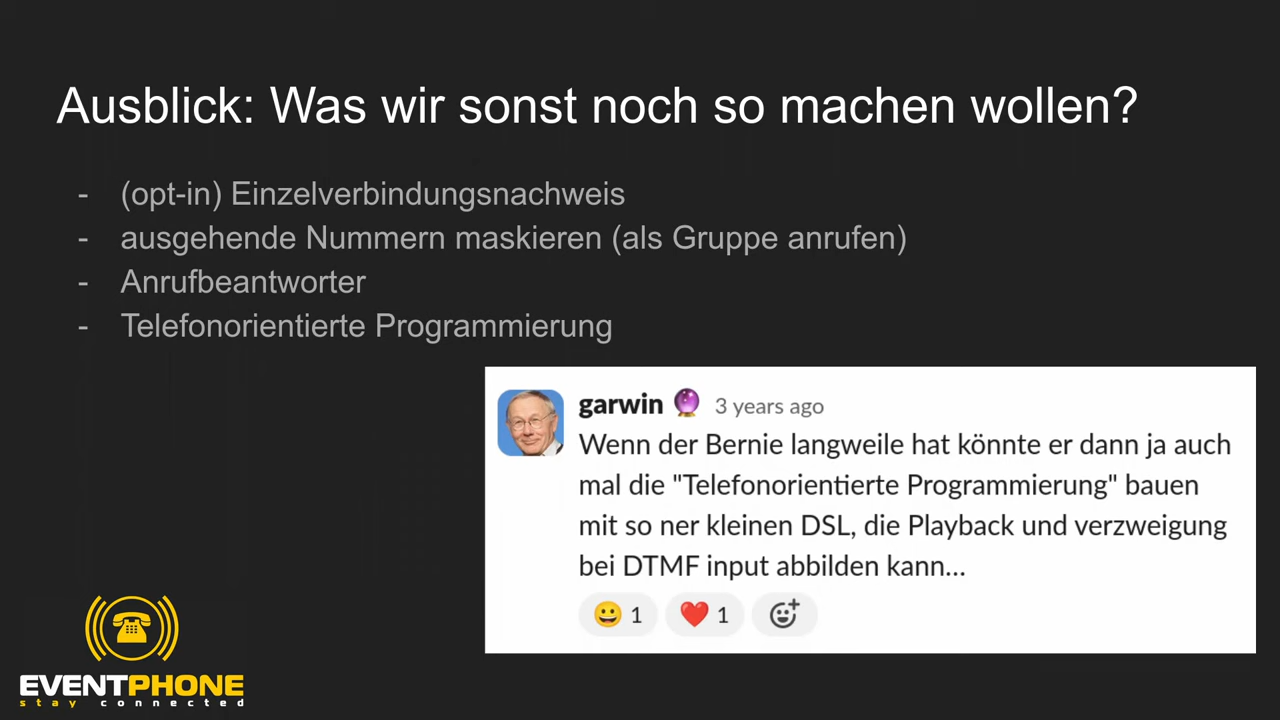 Ausblick: Was wir sonst noch so machen wollen?
- (opt-in) Einzelverbindungsnachweis
- ausgehende Nummern maskieren (als Gruppe anrufen)
- Anrufbeantworter
- Telefonorientierte Programmierung
garwin 🔮 3 years ago
Wenn der Bernie langweile hat könnte er dann ja auch
mal die "Telefonorientierte Programmierung" bauen
mit so ner kleinen DSL, die Playback und verzweigung
bei DTMF input abbilden kann...
😀 1 ❤️ 1
EVENTPHONE
stay connected